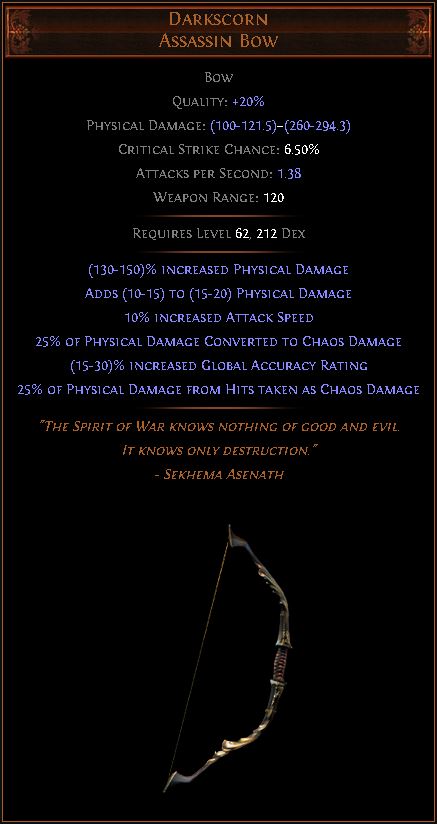 Darkscorn
Assassin Bow
Bow
Quality: +20%
Physical Damage: (100-121.5)–(260-294.3)
Critical Strike Chance: 6.50%
Attacks per Second: 1.38
Weapon Range: 120
Requires Level 62, 212 Dex
(130-150)% increased Physical Damage
Adds (10-15) to (15-20) Physical Damage
10% increased Attack Speed
25% of Physical Damage Converted to Chaos Damage
(15-30)% increased Global Accuracy Rating
25% of Physical Damage from Hits taken as Chaos Damage
"The Spirit of War knows nothing of good and evil.
It knows only destruction."
- Sekhema Asenath